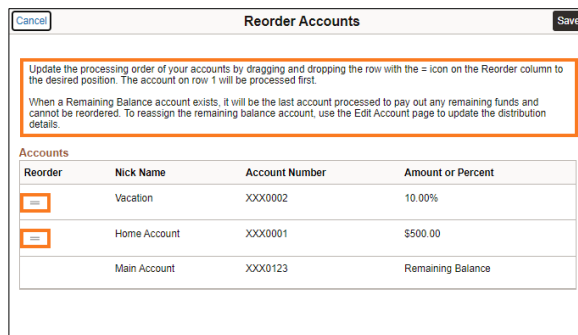 Cancel Reorder Accounts Save
Update the processing order of your accounts by dragging and dropping the row with the = icon on the Reorder column to
the desired position. The account on row 1 will be processed first.
When a Remaining Balance account exists, it will be the last account processed to pay out any remaining funds and
cannot be reordered. To reassign the remaining balance account, use the Edit Account page to update the distribution
details.
Accounts
Reorder Nick Name Account Number Amount or Percent
Vacation XXX0002 10.00%
Home Account XXX0001 $500.00
Main Account XXX0123 Remaining Balance